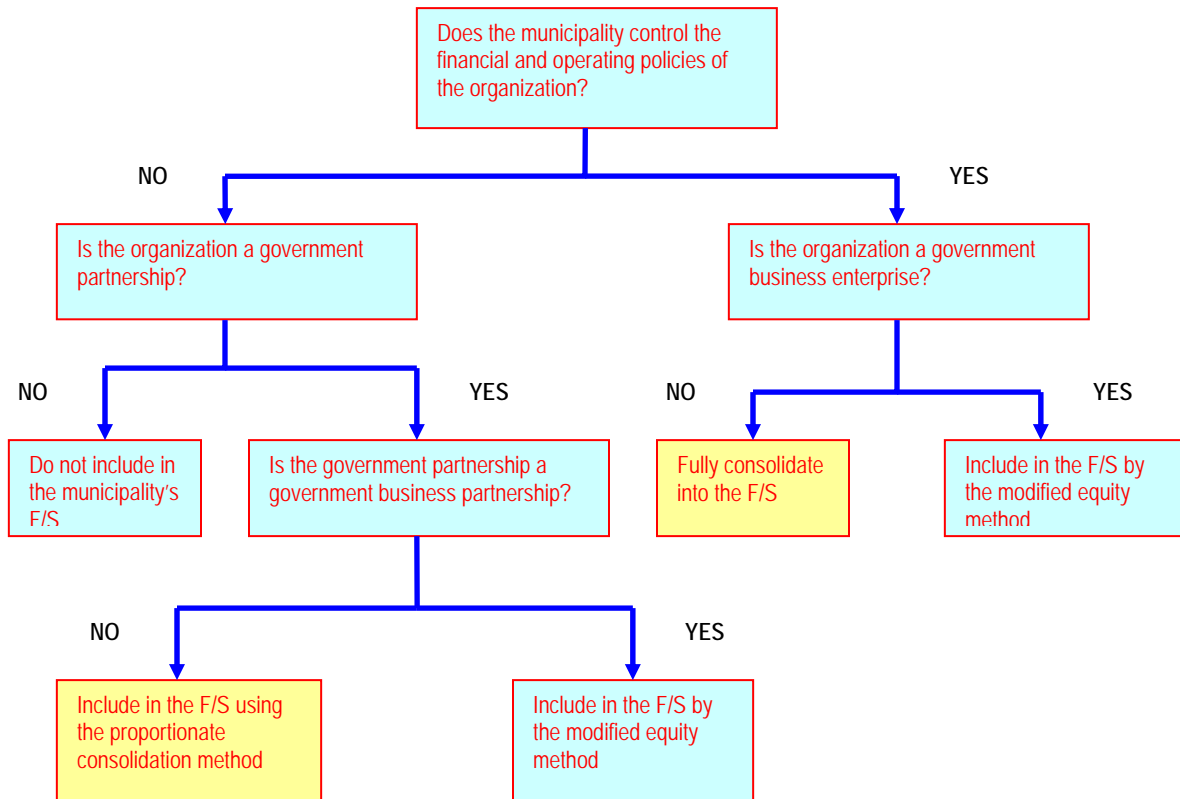 Does the municipality control the
financial and operating policies of
the organization?
NO
YES
Is the organization a government
partnership?
Is the organization a government
business enterprise?
NO
YES
NO
YES
Do not include in
the municipality's
F/S
Is the government partnership a
government business partnership?
Fully consolidate
into the F/S
Include in the F/S by
the modified equity
method
NO
YES
Include in the F/S using
the proportionate
consolidation method
Include in the F/S by
the modified equity
method